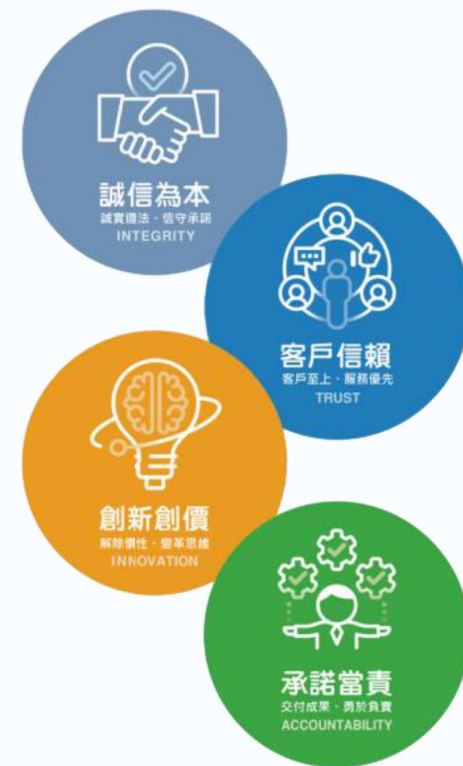 誠信為本
誠實遵法、信守承諾
INTEGRITY
客戶信賴
客戶至上、服務優先
TRUST
創新創價
解除慣性、變革思維
INNOVATION
承諾當責
交付成果、勇於負責
ACCOUNTABILITY